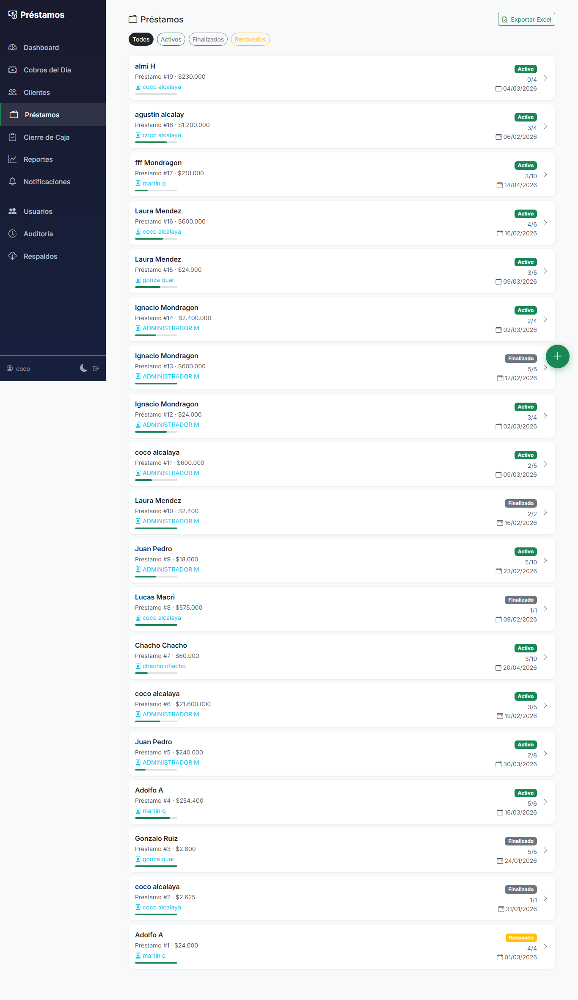 Préstamos
Dashboard
Cobros del Día
Clientes
Préstamos
Cierre de Caja
Reportes
Notificaciones
Usuarios
Auditoría
Respaldos
coco
Préstamos
Exportar Excel
Todos
Activos
Finalizados
Renovados
almi H
Préstamo #19 · $230.000
coco alcalaya
Activo
0/4
04/03/2026
agustín alcalay
Préstamo #18 · $1.200.000
coco alcalaya
Activo
3/4
06/02/2026
fff Mondragon
Préstamo #17 · $210.000
martin q
Activo
3/10
14/04/2026
Laura Mendez
Préstamo #16 · $600.000
coco alcalaya
Activo
4/6
16/02/2026
Laura Mendez
Préstamo #15 · $24.000
gonza quar
Activo
3/5
09/03/2026
Ignacio Mondragon
Préstamo #14 · $2.400.000
ADMINISTRADOR M
Activo
2/4
02/03/2026
Ignacio Mondragon
Préstamo #13 · $600.000
ADMINISTRADOR M
Finalizado
5/5
17/02/2026
Ignacio Mondragon
Préstamo #12 · $24.000
ADMINISTRADOR M
Activo
3/4
02/03/2026
coco alcalaya
Préstamo #11 · $600.000
ADMINISTRADOR M
Activo
2/5
09/03/2026
Laura Mendez
Préstamo #10 · $2.400
ADMINISTRADOR M
Finalizado
2/2
16/02/2026
Juan Pedro
Préstamo #9 · $18.000
ADMINISTRADOR M
Activo
5/10
23/02/2026
Lucas Macri
Préstamo #8 · $575.000
coco alcalaya
Finalizado
1/1
09/02/2026
Chacho Chacho
Préstamo #7 · $60.000
chacho chacho
Activo
3/10
20/04/2026
coco alcalaya
Préstamo #6 · $21.600.000
ADMINISTRADOR M
Activo
3/5
19/02/2026
Juan Pedro
Préstamo #5 · $240.000
ADMINISTRADOR M
Activo
2/8
30/03/2026
Adolfo A
Préstamo #4 · $254.400
martin q
Activo
5/6
16/03/2026
Gonzalo Ruiz
Préstamo #3 · $2.800
gonza quar
Finalizado
5/5
24/01/2026
coco alcalaya
Préstamo #2 · $2.625
coco alcalaya
Finalizado
1/1
31/01/2026
Adolfo A
Préstamo #1 · $24.000
martin q
Renovado
4/4
01/03/2026